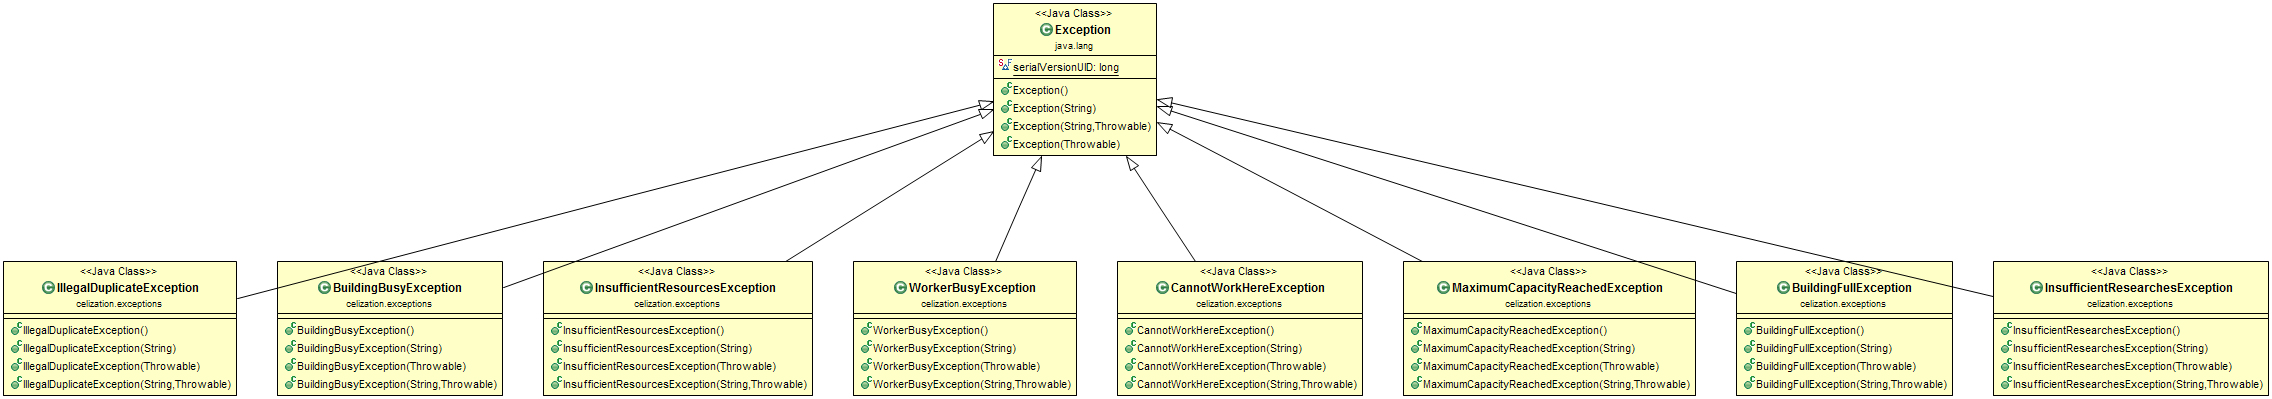 <<Java Class>>
Exception
java.lang
serialVersionUID: long
Exception()
Exception(String)
Exception(String,Throwable)
Exception(Throwable)
<<Java Class>>
IllegalDuplicateException
celization.exceptions
IllegalDuplicateException()
IllegalDuplicateException(String)
IllegalDuplicateException(Throwable)
IllegalDuplicateException(String,Throwable)
<<Java Class>>
BuildingBusyException
celization.exceptions
BuildingBusyException()
BuildingBusyException(String)
BuildingBusyException(Throwable)
BuildingBusyException(String,Throwable)
<<Java Class>>
InsufficientResourcesException
celization.exceptions
InsufficientResourcesException()
InsufficientResourcesException(String)
InsufficientResourcesException(Throwable)
InsufficientResourcesException(String,Throwable)
<<Java Class>>
WorkerBusyException
celization.exceptions
WorkerBusyException()
WorkerBusyException(String)
WorkerBusyException(Throwable)
WorkerBusyException(String,Throwable)
<<Java Class>>
CannotWorkHereException
celization.exceptions
CannotWorkHereException()
CannotWorkHereException(String)
CannotWorkHereException(Throwable)
CannotWorkHereException(String,Throwable)
<<Java Class>>
MaximumCapacityReachedException
celization.exceptions
MaximumCapacityReachedException()
MaximumCapacityReachedException(String)
MaximumCapacityReachedException(Throwable)
MaximumCapacityReachedException(String,Throwable)
<<Java Class>>
BuildingFullException
celization.exceptions
BuildingFullException()
BuildingFullException(String)
BuildingFullException(Throwable)
BuildingFullException(String,Throwable)
<<Java Class>>
InsufficientResearchesException
celization.exceptions
InsufficientResearchesException()
InsufficientResearchesException(String)
InsufficientResearchesException(Throwable)
InsufficientResearchesException(String,Throwable)